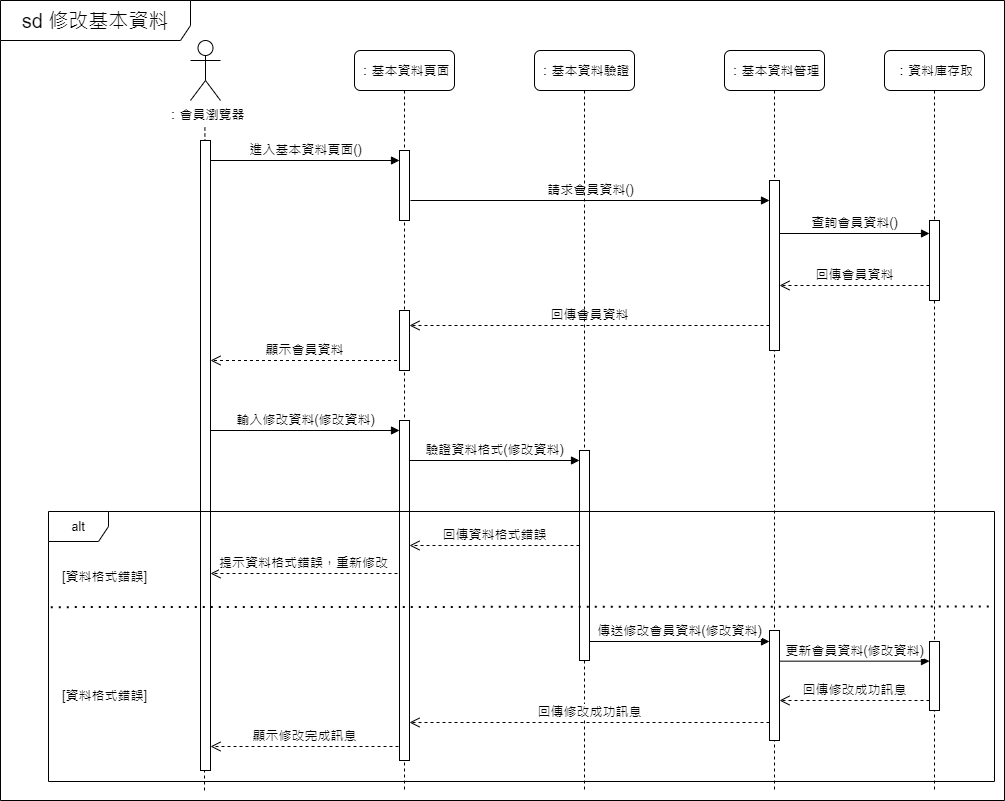 sd 修改基本資料
：會員瀏覽器
：基本資料頁面
：基本資料驗證
：基本資料管理
：資料庫存取
進入基本資料頁面()
請求會員資料()
查詢會員資料()
回傳會員資料
回傳會員資料
顯示會員資料
輸入修改資料(修改資料)
驗證資料格式(修改資料)
alt
回傳資料格式錯誤
提示資料格式錯誤，重新修改
[資料格式錯誤]
傳送修改會員資料(修改資料)
更新會員資料(修改資料)
回傳修改成功訊息
[資料格式錯誤]
回傳修改成功訊息
顯示修改完成訊息